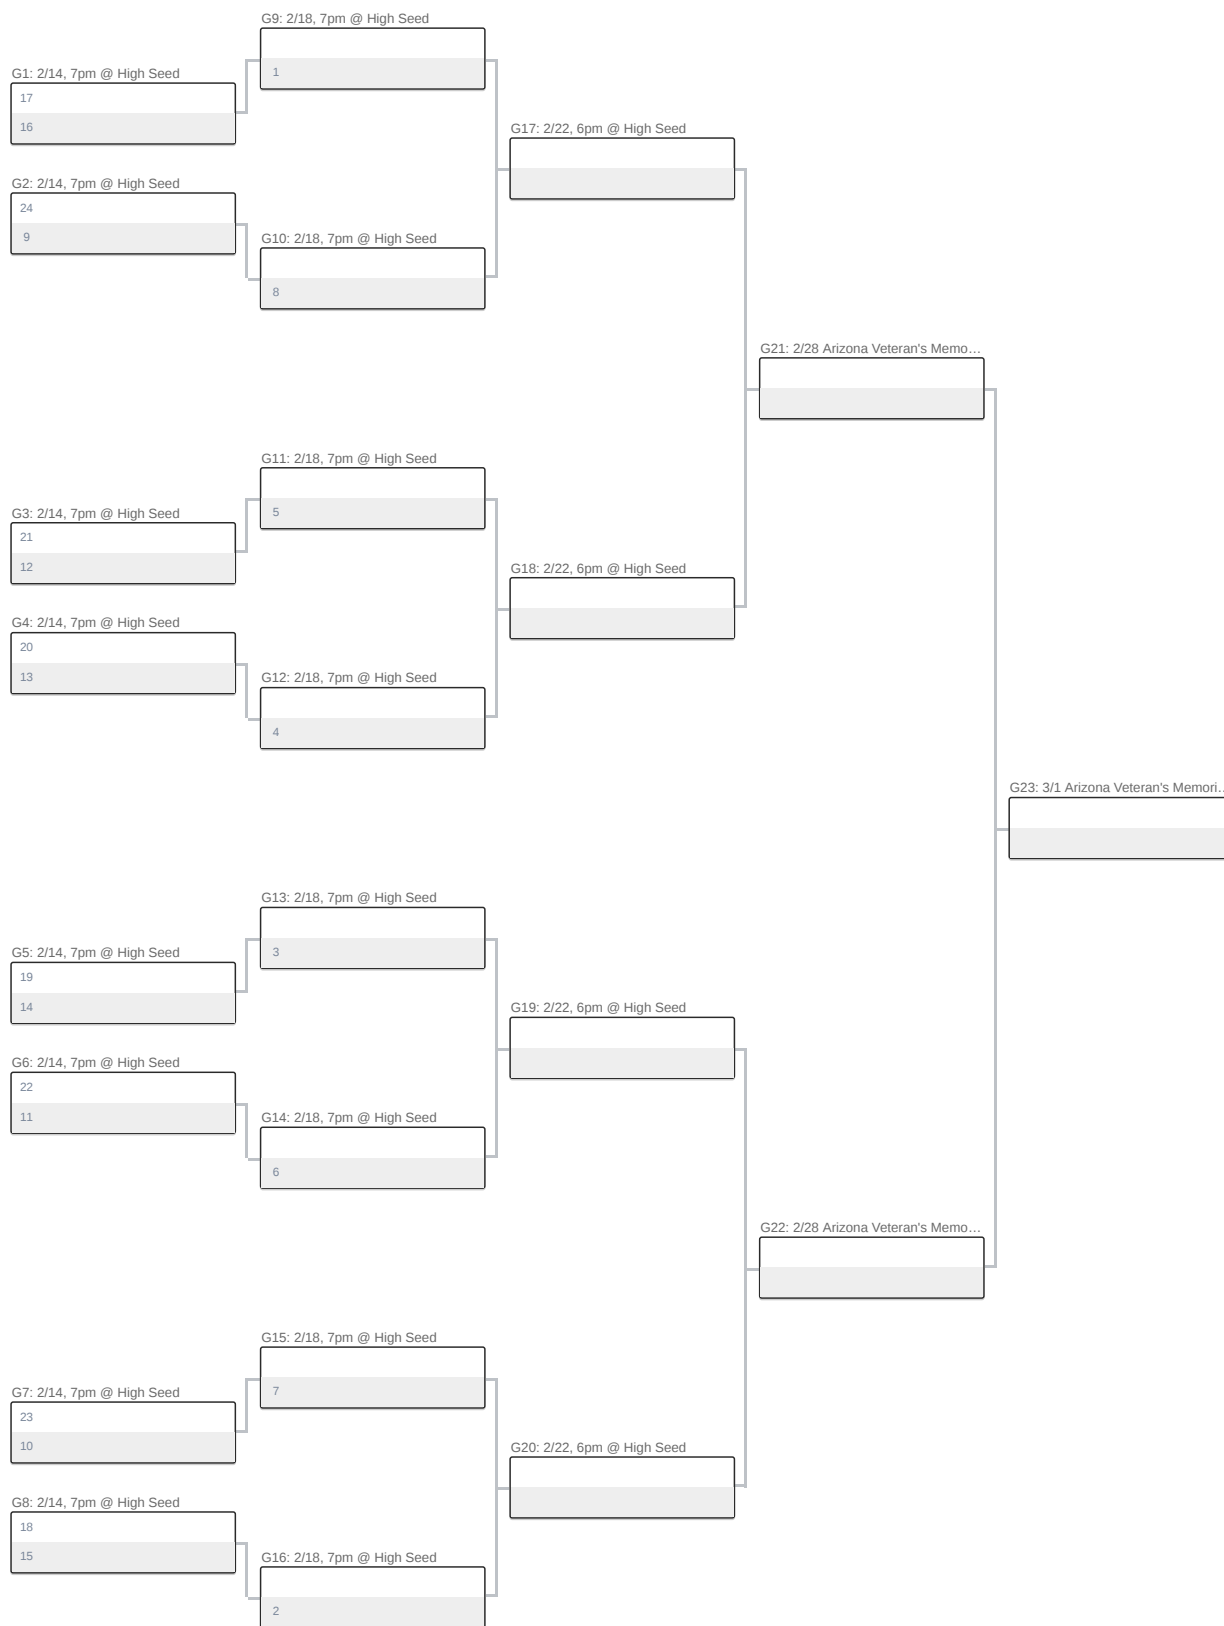 G9: 2/18, 7pm @ High Seed
1
G1: 2/14, 7pm @ High Seed
17
16
G17: 2/22, 6pm @ High Seed
G2: 2/14, 7pm @ High Seed
24
9
G10: 2/18, 7pm @ High Seed
8
G21: 2/28 Arizona Veteran's Memo…
G11: 2/18, 7pm @ High Seed
5
G3: 2/14, 7pm @ High Seed
21
12
G18: 2/22, 6pm @ High Seed
G4: 2/14, 7pm @ High Seed
20
13
G12: 2/18, 7pm @ High Seed
4
G23: 3/1 Arizona Veteran's Memori…
G13: 2/18, 7pm @ High Seed
3
G5: 2/14, 7pm @ High Seed
19
14
G19: 2/22, 6pm @ High Seed
G6: 2/14, 7pm @ High Seed
22
11
G14: 2/18, 7pm @ High Seed
6
G22: 2/28 Arizona Veteran's Memo…
G15: 2/18, 7pm @ High Seed
7
G7: 2/14, 7pm @ High Seed
23
10
G20: 2/22, 6pm @ High Seed
G8: 2/14, 7pm @ High Seed
18
15
G16: 2/18, 7pm @ High Seed
2